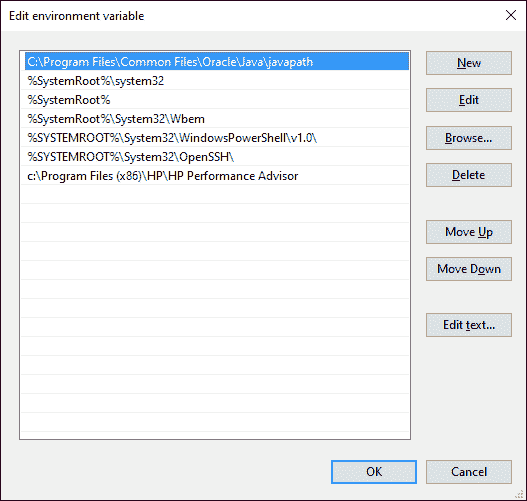 Edit environment variable
C:\Program Files\Common Files\Oracle\Java\javapath
%SystemRoot%\system32
%SystemRoot%
%SystemRoot%\System32\Wbem
%SYSTEMROOT%\System32\WindowsPowerShell\v1.0\
%SYSTEMROOT%\System32\OpenSSH\
c:\Program Files (x86)\HP\HP Performance Advisor
New
Edit
Browse...
Delete
Move Up
Move Down
Edit text...
OK
Cancel